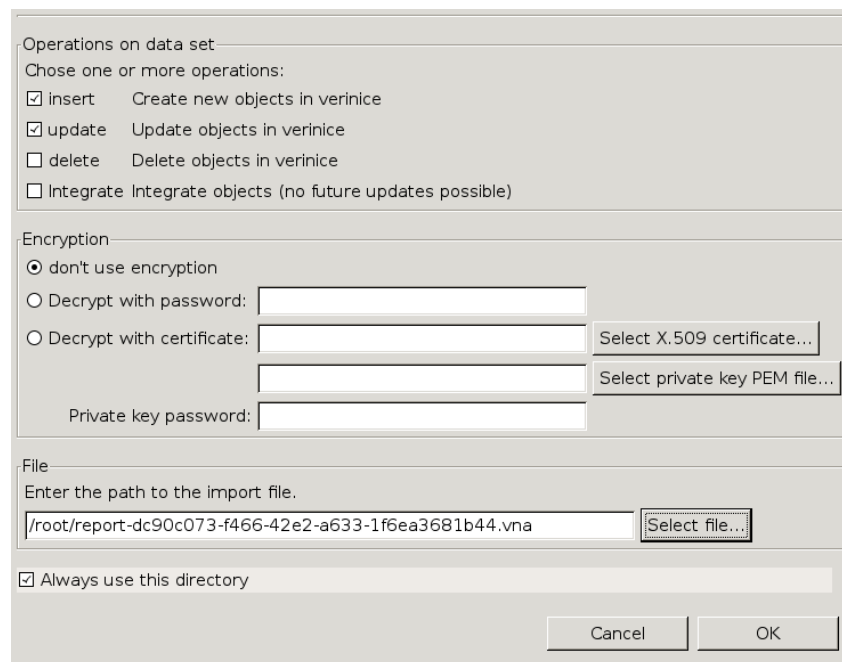 Operations on data set
Chose one or more operations:
insert Create new objects in verinice
update Update objects in verinice
delete Delete objects in verinice
Integrate Integrate objects (no future updates possible)
Encryption
don't use encryption
Decrypt with password:
Decrypt with certificate: Select X.509 certificate...
Select private key PEM file...
Private key password:
File
Enter the path to the import file.
/root/report-dc90c073-f466-42e2-a633-1f6ea3681b44.vna Select file...
Always use this directory
Cancel OK